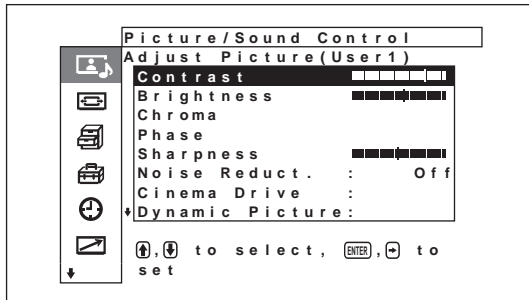 Picture/Sound Control
Adjust Picture(User1)
Contrast
Brightness
Chroma
Phase
Sharpness
Noise Reduct. : Off
Cinema Drive :
Dynamic Picture:
, to select, ENTER, to
set